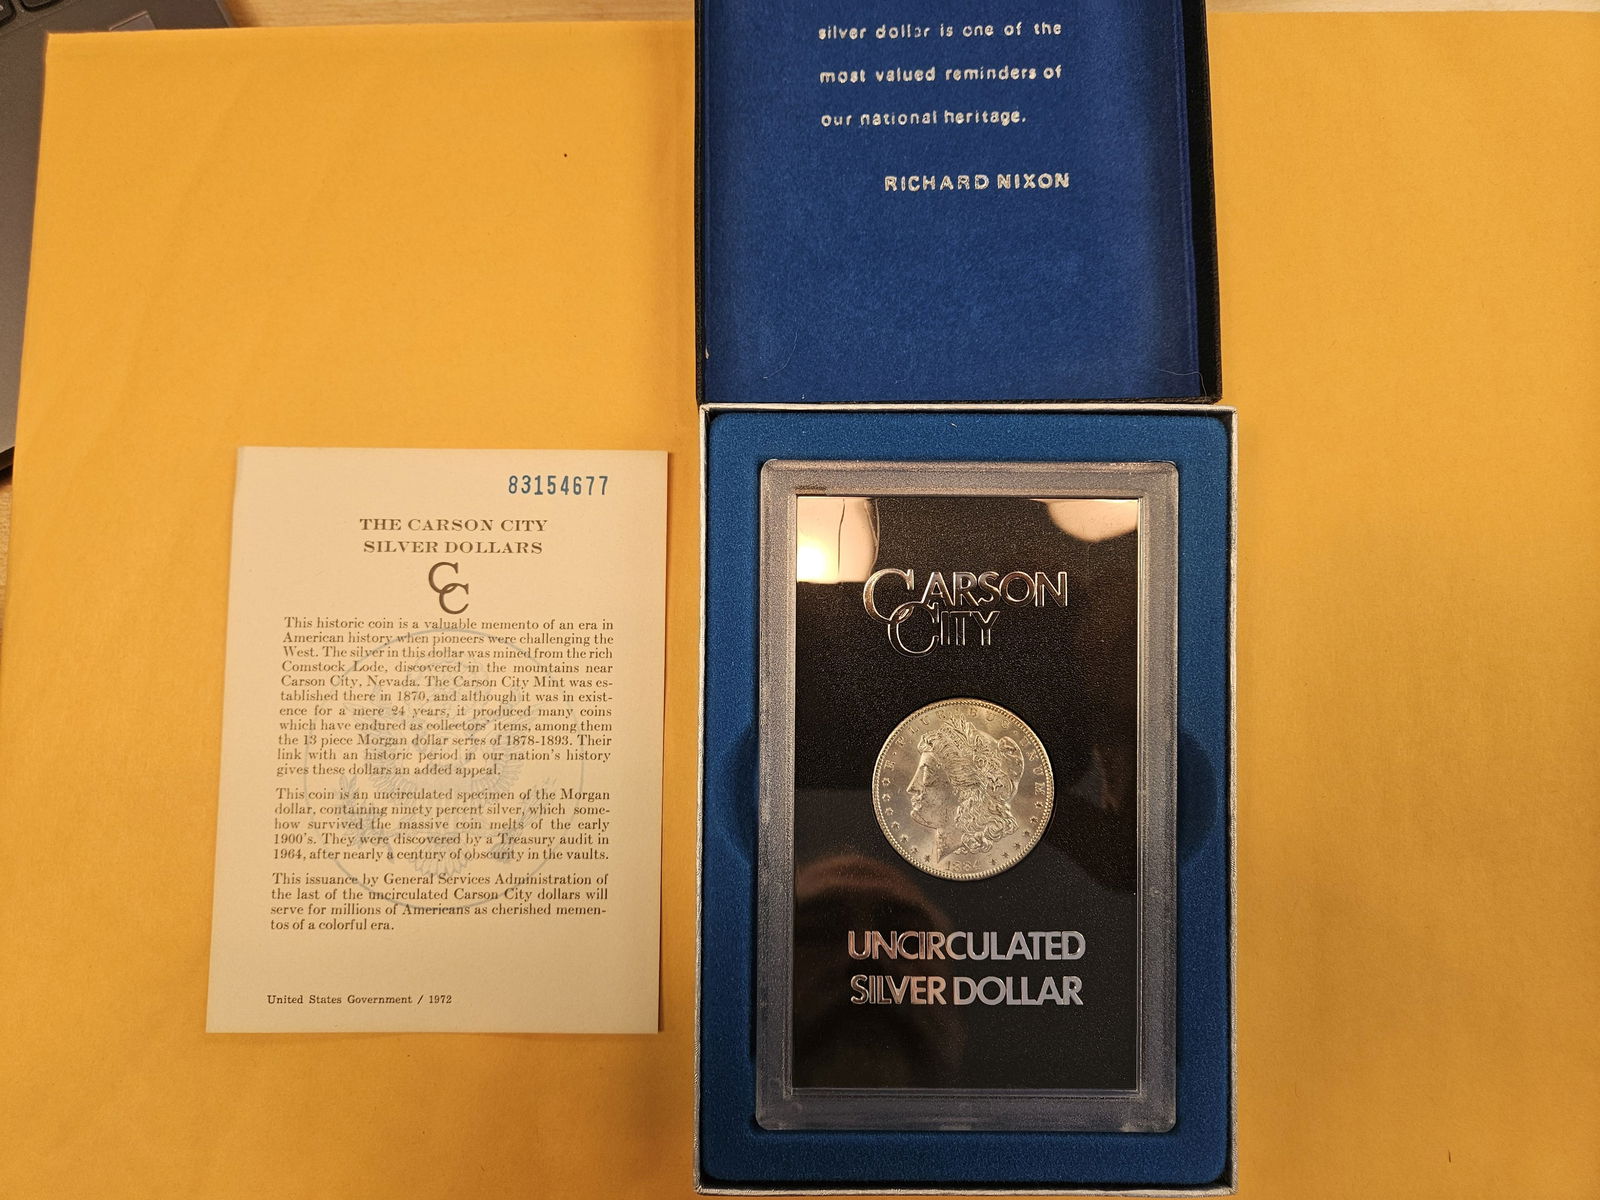 silver dollar is one of the
most valued reminders of
our national heritage.
RICHARD NIXON
83154677
THE CARSON CITY
SILVER DOLLARS
CC
This historic coin is a valuable memento of an era in
American history when pioneers were challenging the
West. The silver in this dollar was mined from the rich
Comstock Lode, discovered in the mountains near
Carson City, Nevada. The Carson City Mint was es-
tablished there in 1870, and although it was in exist-
ence for a mere 24 years, it produced many coins
which have endured as collectors' items, among them
the 13 piece Morgan dollar series of 1878-1893. Their
link with an historic period in our nation's history
gives these dollars an added appeal.
This coin is an uncirculated specimen of the Morgan
dollar, containing ninety percent silver, which some-
how survived the massive coin melts of the early
1900's. They were discovered by a Treasury audit in
1964, after nearly a century of obscurity in the vaults.
This issuance by General Services Administration of
the last of the uncirculated Carson City dollars will
serve for millions of Americans as cherished memen-
tos of a colorful era.
United States Government / 1972
CARSON
CITY
E PLURIBUS UNUM
1884
UNCIRCULATED
SILVER DOLLAR